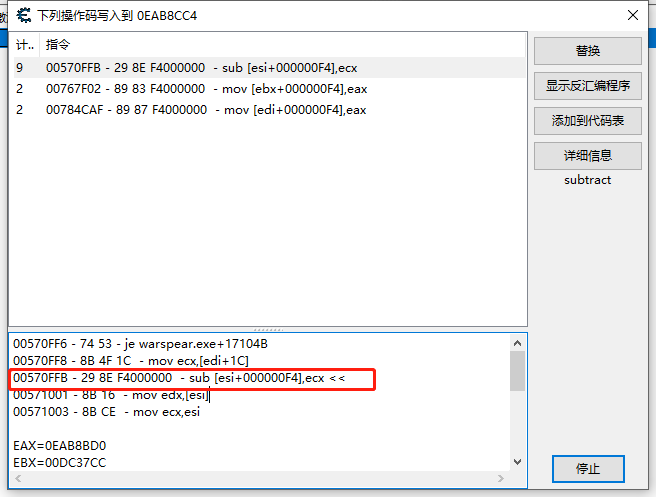 下列操作码写入到 0EAB8CC4
计.. 指令
9 00570FFB - 29 8E F4000000 - sub [esi+000000F4],ecx
2 00767F02 - 89 83 F4000000 - mov [ebx+000000F4],eax
2 00784CAF - 89 87 F4000000 - mov [edi+000000F4],eax
替换
显示反汇编程序
添加到代码表
详细信息
subtract
00570FF6 - 74 53 - je warspear.exe+17104B
00570FF8 - 8B 4F 1C - mov ecx,[edi+1C]
00570FFB - 29 8E F4000000 - sub [esi+000000F4],ecx <<
00571001 - 8B 16 - mov edx,[esi]
00571003 - 8B CE - mov ecx,esi
EAX=0EAB8BD0
EBX=00DC37CC
停止